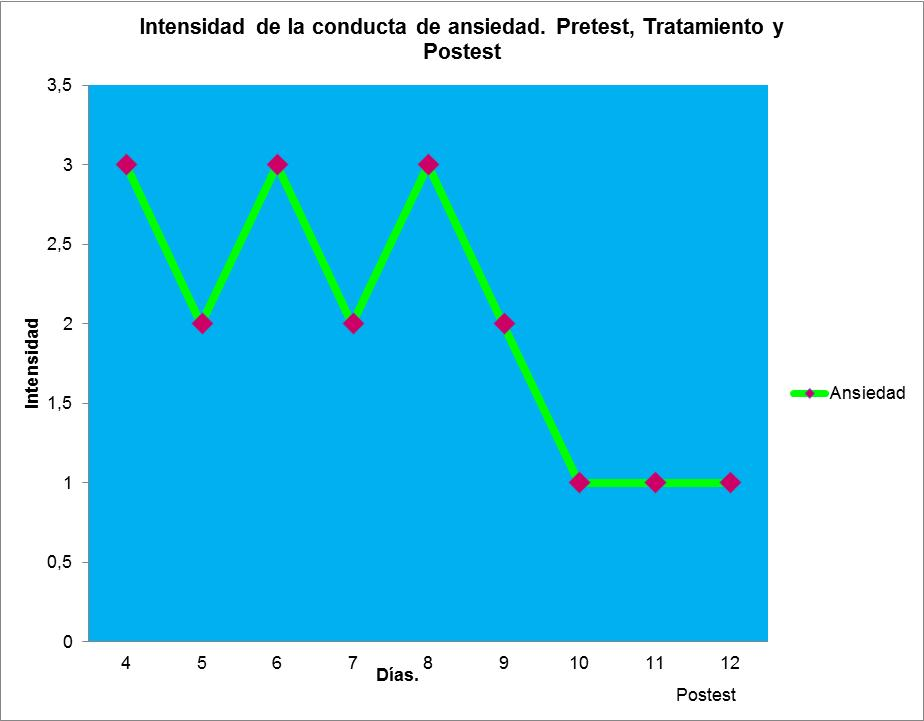 Intensidad de la conducta de ansiedad. Pretest, Tratamiento y
Postest
3,5
3
2,5
2
1,5
1
0,5
0
Intensidad
4 5 6 7 8 9 10 11 12
Días.
Postest
Ansiedad